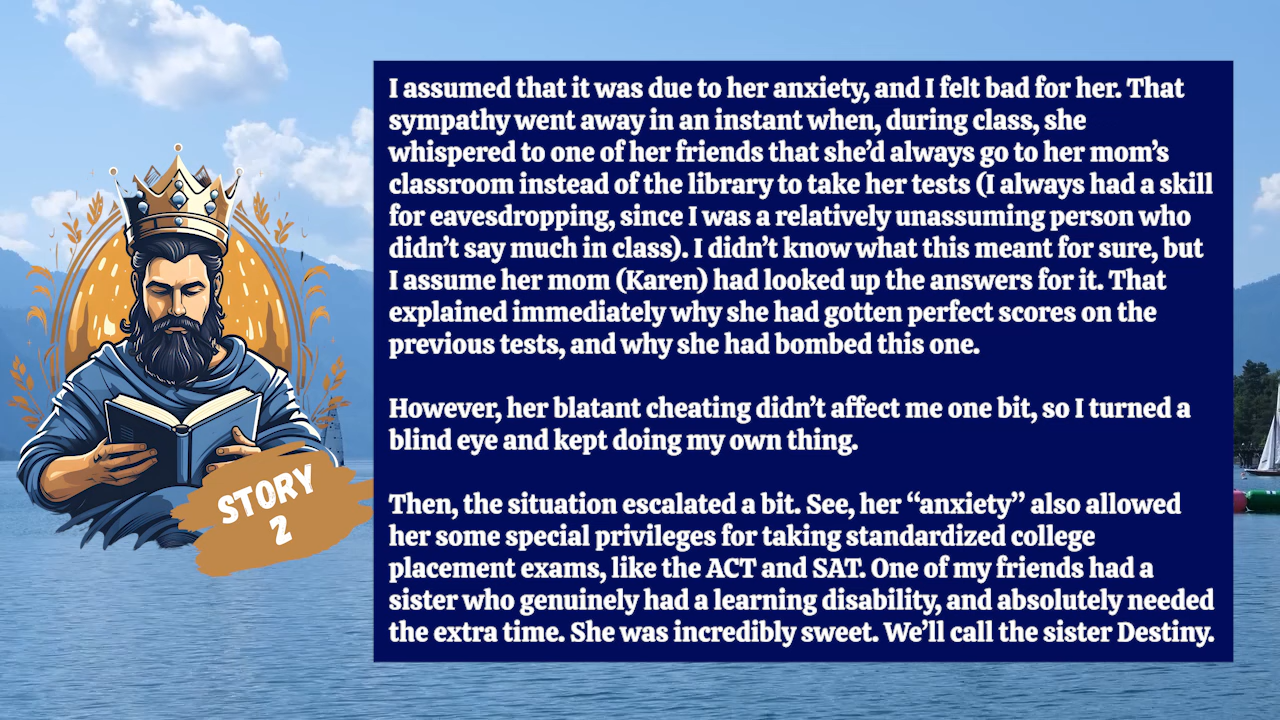 I assumed that it was due to her anxiety, and I felt bad for her. That
sympathy went away in an instant when, during class, she
whispered to one of her friends that she’d always go to her mom’s
classroom instead of the library to take her tests (I always had a skill
for eavesdropping, since I was a relatively unassuming person who
didn’t say much in class). I didn’t know what this meant for sure, but
I assume her mom (Karen) had looked up the answers for it. That
explained immediately why she had gotten perfect scores on the
previous tests, and why she had bombed this one.
However, her blatant cheating didn’t affect me one bit, so I turned a
blind eye and kept doing my own thing.
Then, the situation escalated a bit. See, her “anxiety” also allowed
her some special privileges for taking standardized college
placement exams, like the ACT and SAT. One of my friends had a
sister who genuinely had a learning disability, and absolutely needed
the extra time. She was incredibly sweet. We’ll call the sister Destiny.
STORY
2